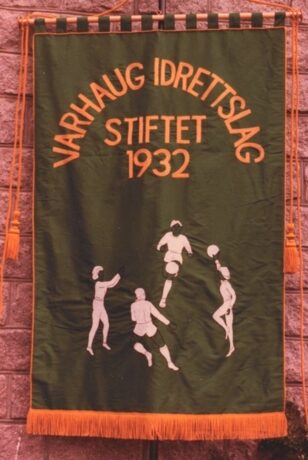 VARHAUG IDRETTSLAG
STIFTET
1932